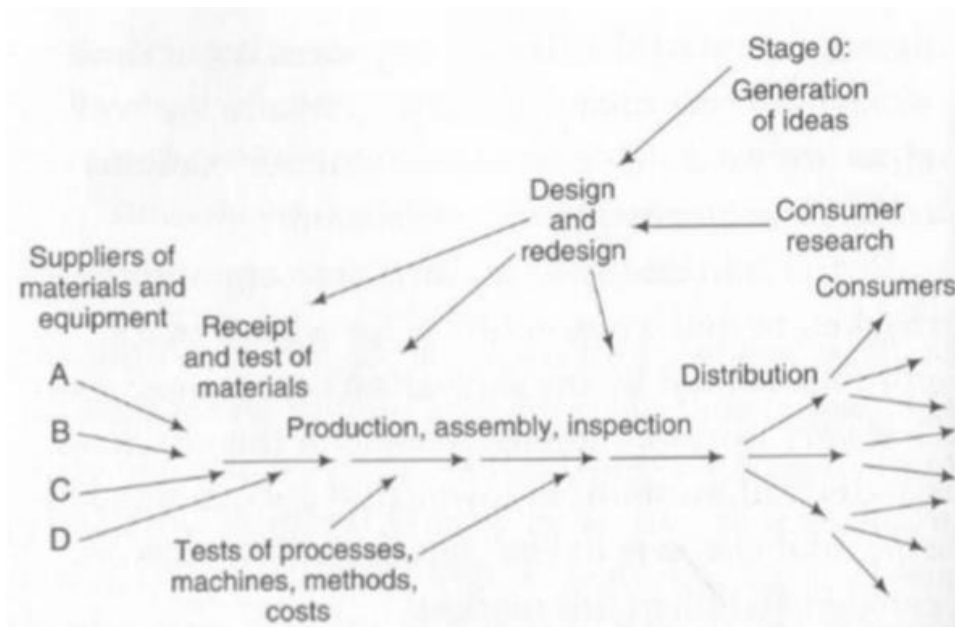 Stage 0:
Generation
of ideas
Design
and
redesign
Consumer
research
Suppliers of
materials and
equipment
Consumers
Receipt
and test of
materials
A
B
C
D
Distribution
Production, assembly, inspection
Tests of processes,
machines, methods,
costs